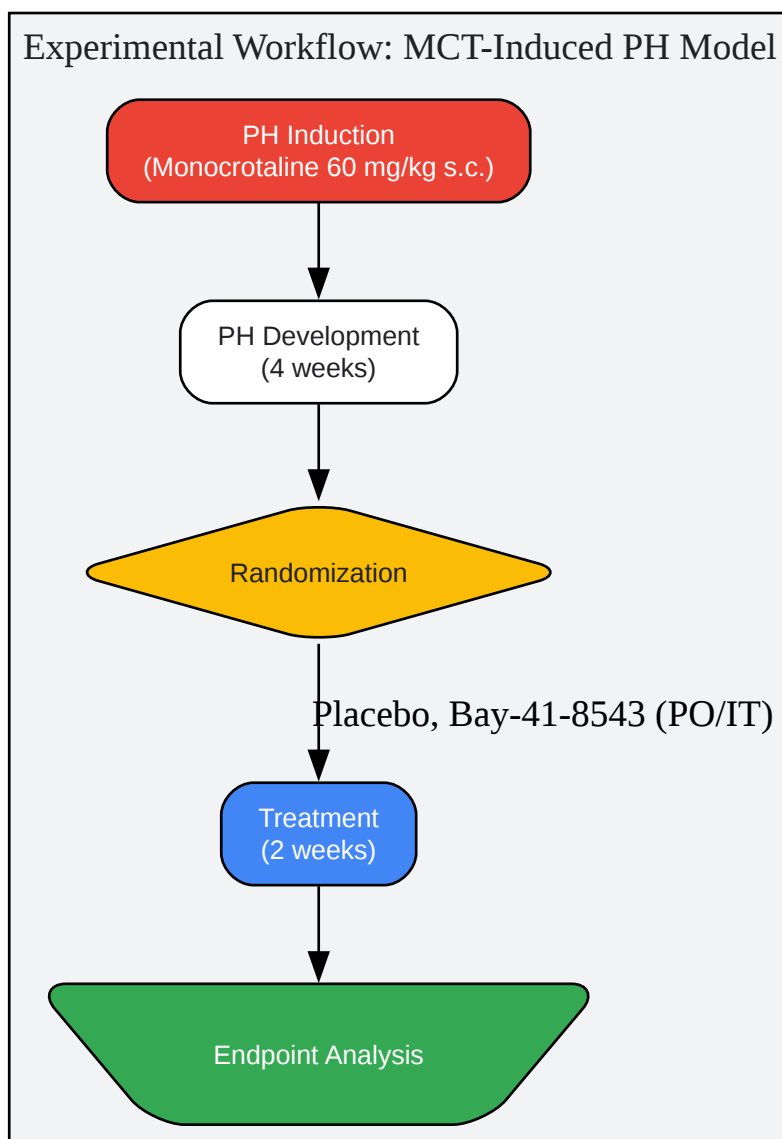 Experimental Workflow: MCT-Induced PH Model
PH Induction
(Monocrotaline 60 mg/kg s.c.)
PH Development
(4 weeks)
Randomization
Placebo, Bay-41-8543 (PO/IT)
Treatment
(2 weeks)
Endpoint Analysis